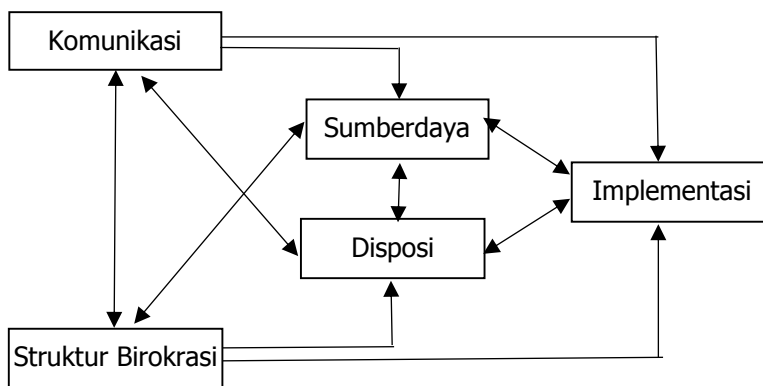 Komunikasi
Sumberdaya
Implementasi
Disposi
Struktur Birokrasi